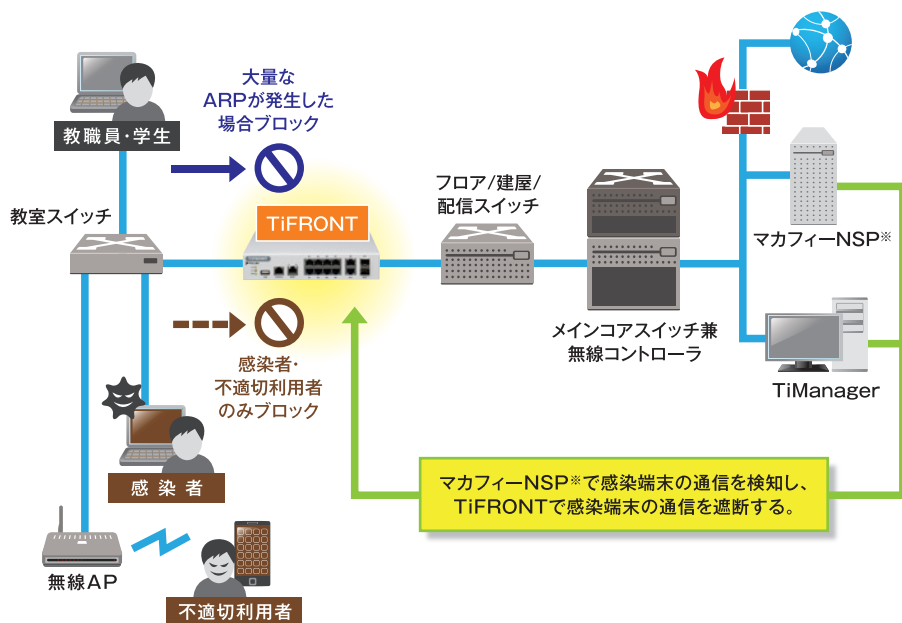 教職員・学生
大量な
ARPが発生した
場合ブロック
教室スイッチ
TiFRONT
フロア/建屋/
配信スイッチ
マカフィーNSP※
メインコアスイッチ兼
無線コントローラ
TiManager
感染者・
不適切利用者
のみブロック
感染者
マカフィーNSP※で感染端末の通信を検知し、
TiFRONTで感染端末の通信を遮断する。
無線AP
不適切利用者